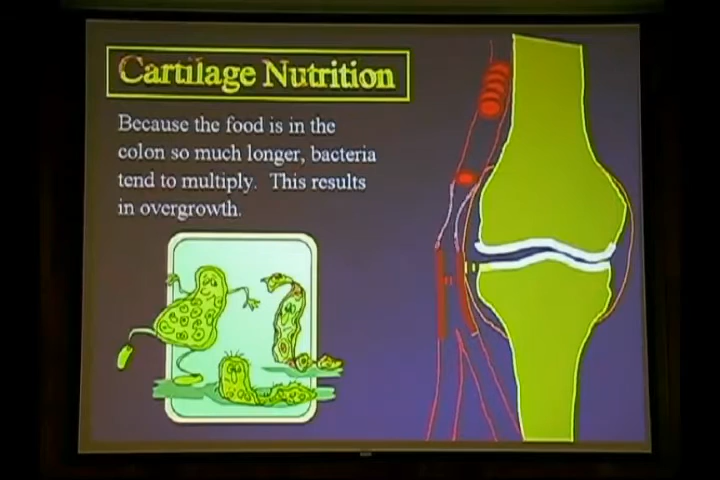 Cartilage Nutrition
Because the food is in the
colon so much longer, bacteria
tend to multiply. This results
in overgrowth.